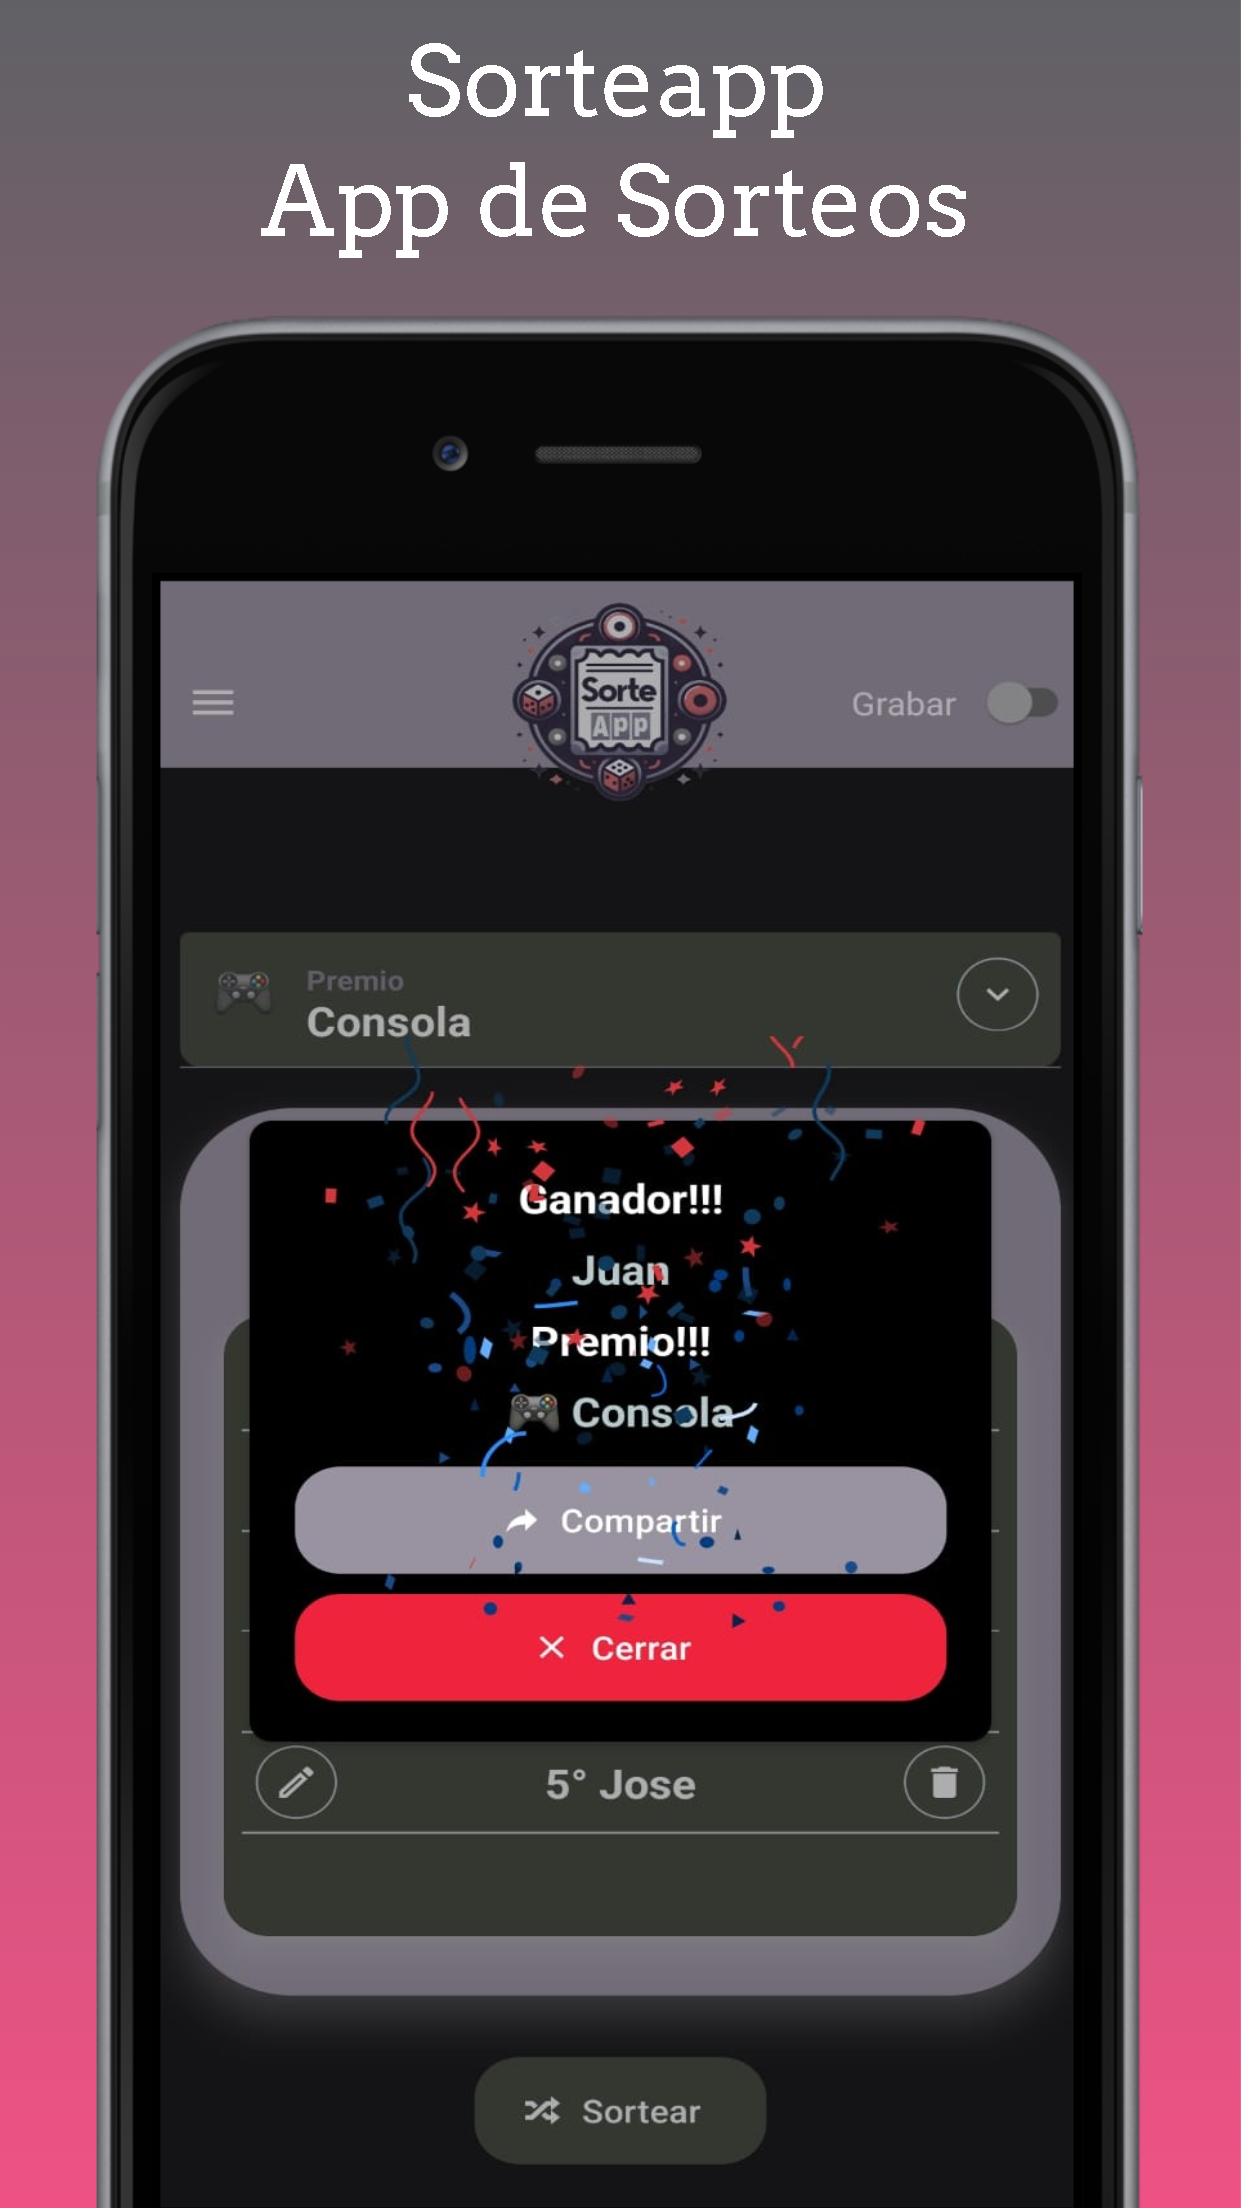 Sorteapp
App de Sorteos
Sorte
App
Grabar
Premio
Consola
Ganador!!!
Juan
Premio!!!
Consola
Compartir
Cerrar
5° Jose
Sortear